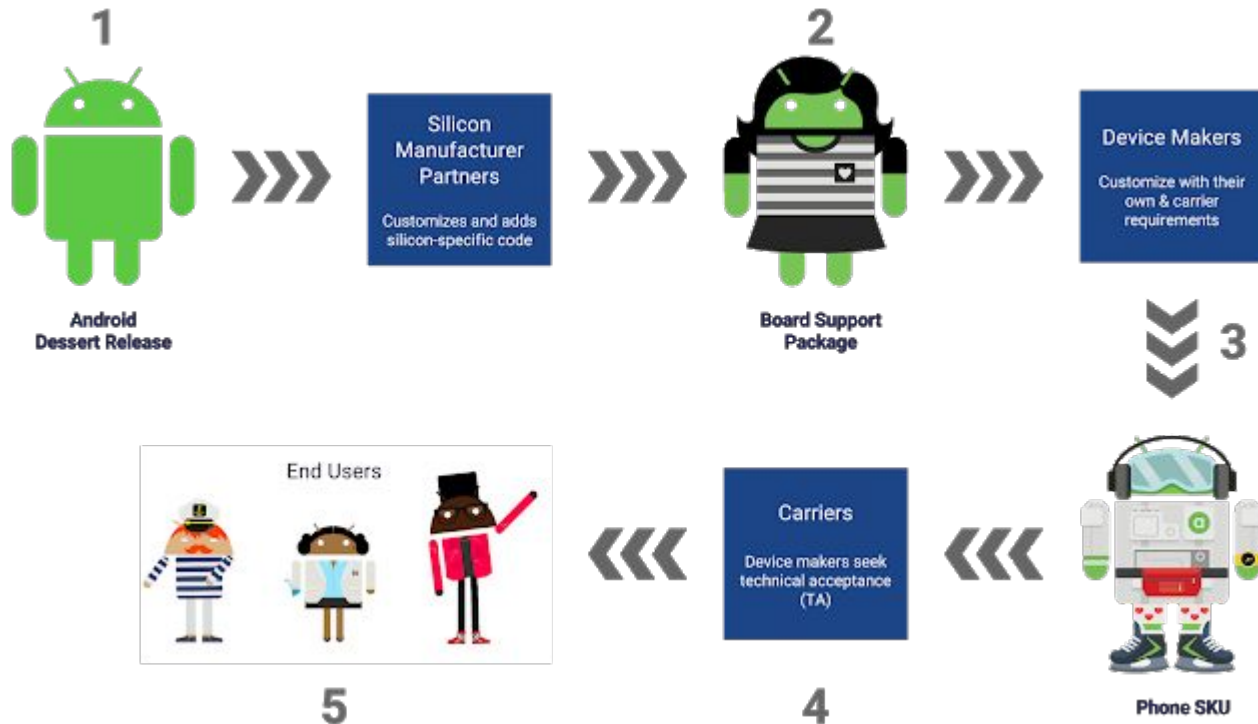 1
2
Silicon
Manufacturer
Partners
Customizes and adds
silicon-specific code
Device Makers
Customize with their
own & carrier
requirements
Android
Dessert Release
Board Support
Package
3
End Users
Carriers
Device makers seek
technical acceptance
(TA)
a
5
4
Phone SKU